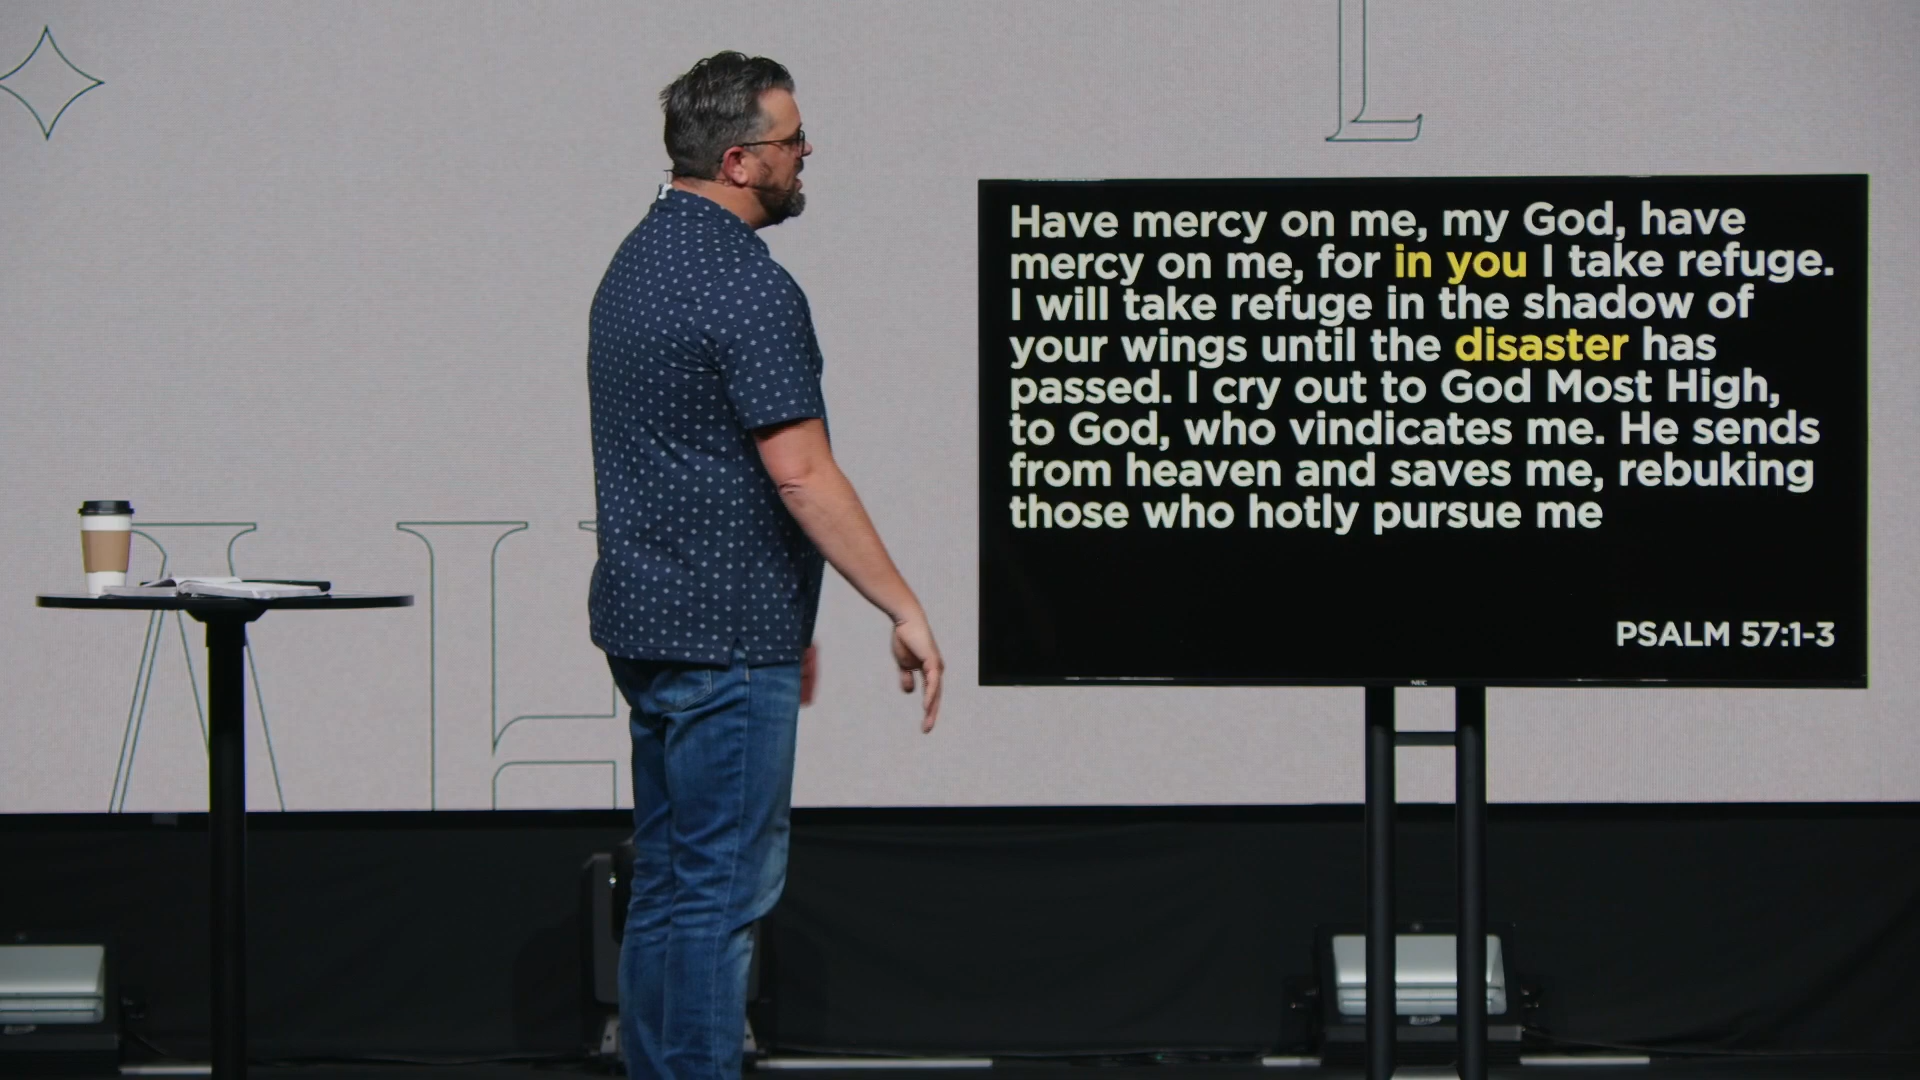 L
AH
Have mercy on me, my God, have
mercy on me, for in you I take refuge.
I will take refuge in the shadow of
your wings until the disaster has
passed. I cry out to God Most High,
to God, who vindicates me. He sends
from heaven and saves me, rebuking
those who hotly pursue me
PSALM 57:1-3
NEC